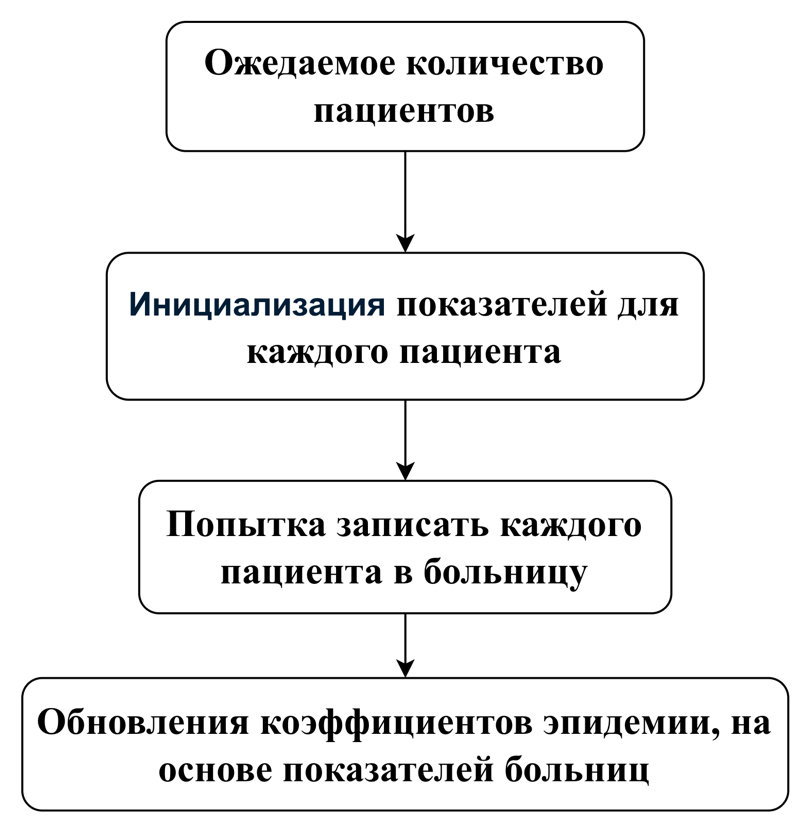 Ожедаемое количество
пациентов
Инициализация показателей для
каждого пациента
Попытка записать каждого
пациента в больницу
Обновления коэффициентов эпидемии, на
основе показателей больниц